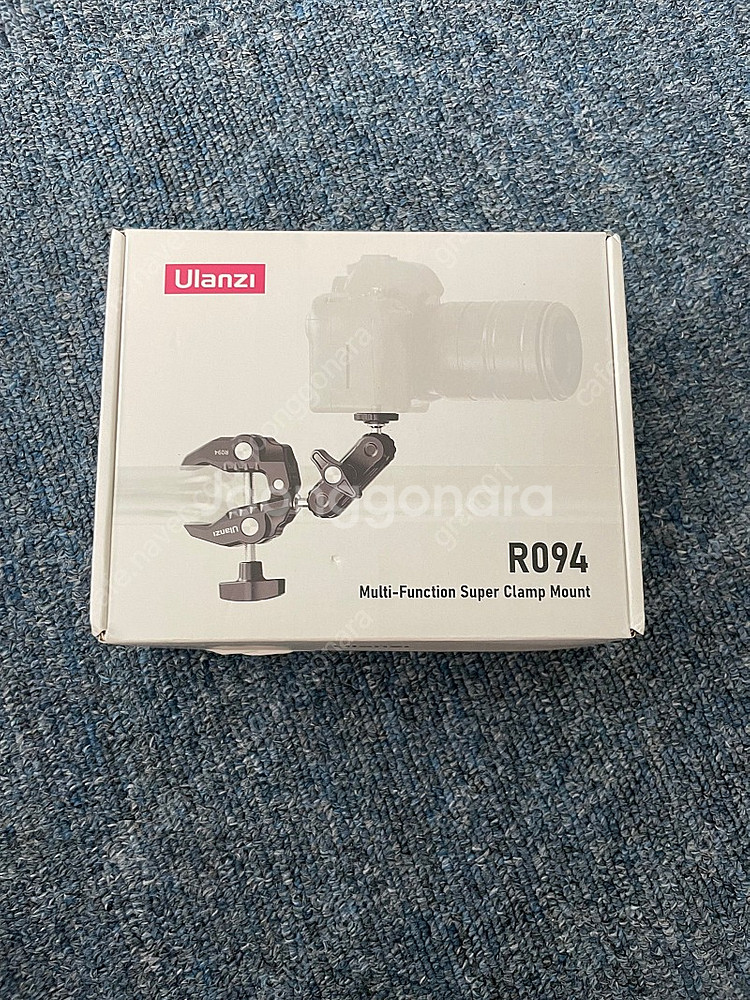 Ulanzi
R094
Ulanzi
joonggonara
R094
Multi-Function Super Clamp Mount